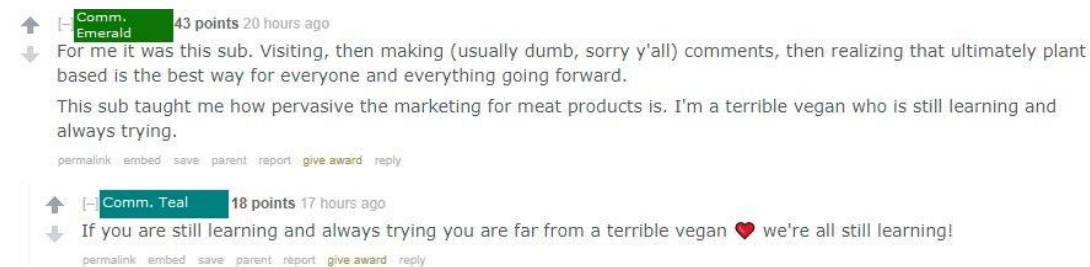 [–] Comm. Emerald 43 points 20 hours ago
For me it was this sub. Visiting, then making (usually dumb, sorry y'all) comments, then realizing that ultimately plant
based is the best way for everyone and everything going forward.
This sub taught me how pervasive the marketing for meat products is. I'm a terrible vegan who is still learning and
always trying.
permalink embed save parent report give award reply
[–] Comm. Teal 18 points 17 hours ago
If you are still learning and always trying you are far from a terrible vegan ❤ we're all still learning!
permalink embed save parent report give award reply